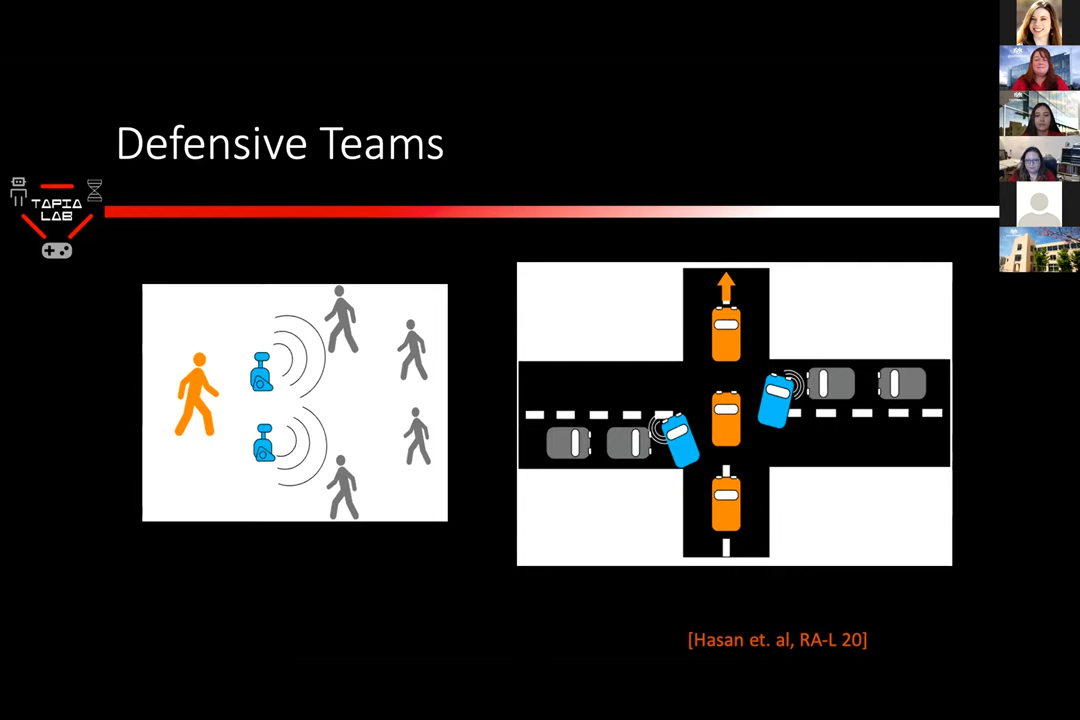 Defensive Teams
TAPIA
LAB
[Hasan et. al, RA-L 20]